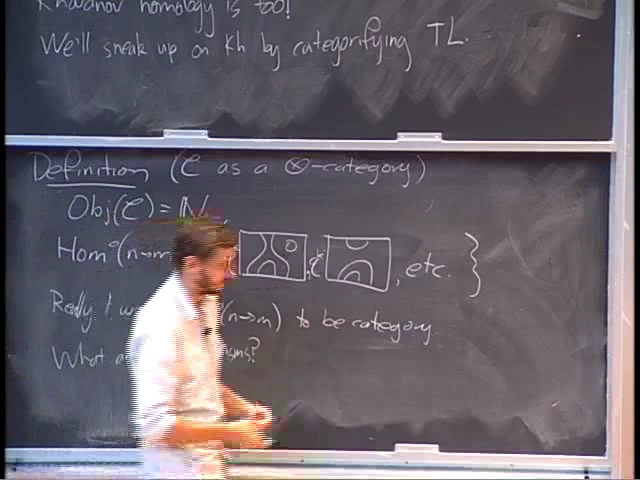 Khovanov homology is too!
We'll sneak up on Kh by categorifying TL.
Definition (C as a ⊗-category)
Obj(C) = ℕ,
Hom⁰(n→m , etc. }
Really I w (n→m) to be category.
What a isms?